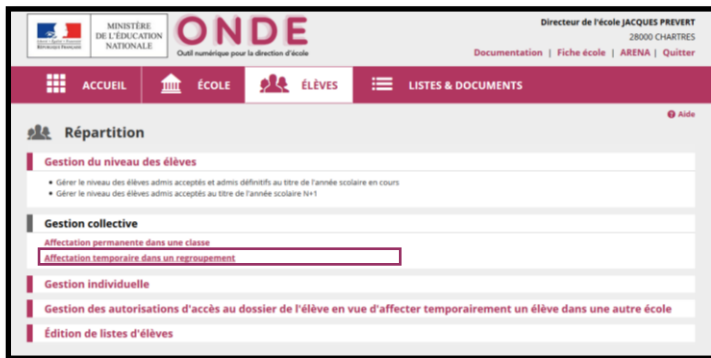 MINISTÈRE
DE L'ÉDUCATION
NATIONALE
ONDE
Outil numérique pour la direction d'école
Directeur de l'école JACQUES PREVERT
28000 CHARTRES
Documentation | Fiche école | ARENA | Quitter
ACCUEIL ÉCOLE ÉLÈVES LISTES & DOCUMENTS
Aide
Répartition
Gestion du niveau des élèves
Gérer le niveau des élèves admis acceptés et admis définitifs au titre de l'année scolaire en cours
Gérer le niveau des élèves admis acceptés au titre de l'année scolaire N+1
Gestion collective
Affectation permanente dans une classe
Affectation temporaire dans un regroupement
Gestion individuelle
Gestion des autorisations d'accès au dossier de l'élève en vue d'affecter temporairement un élève dans une autre école
Édition de listes d'élèves